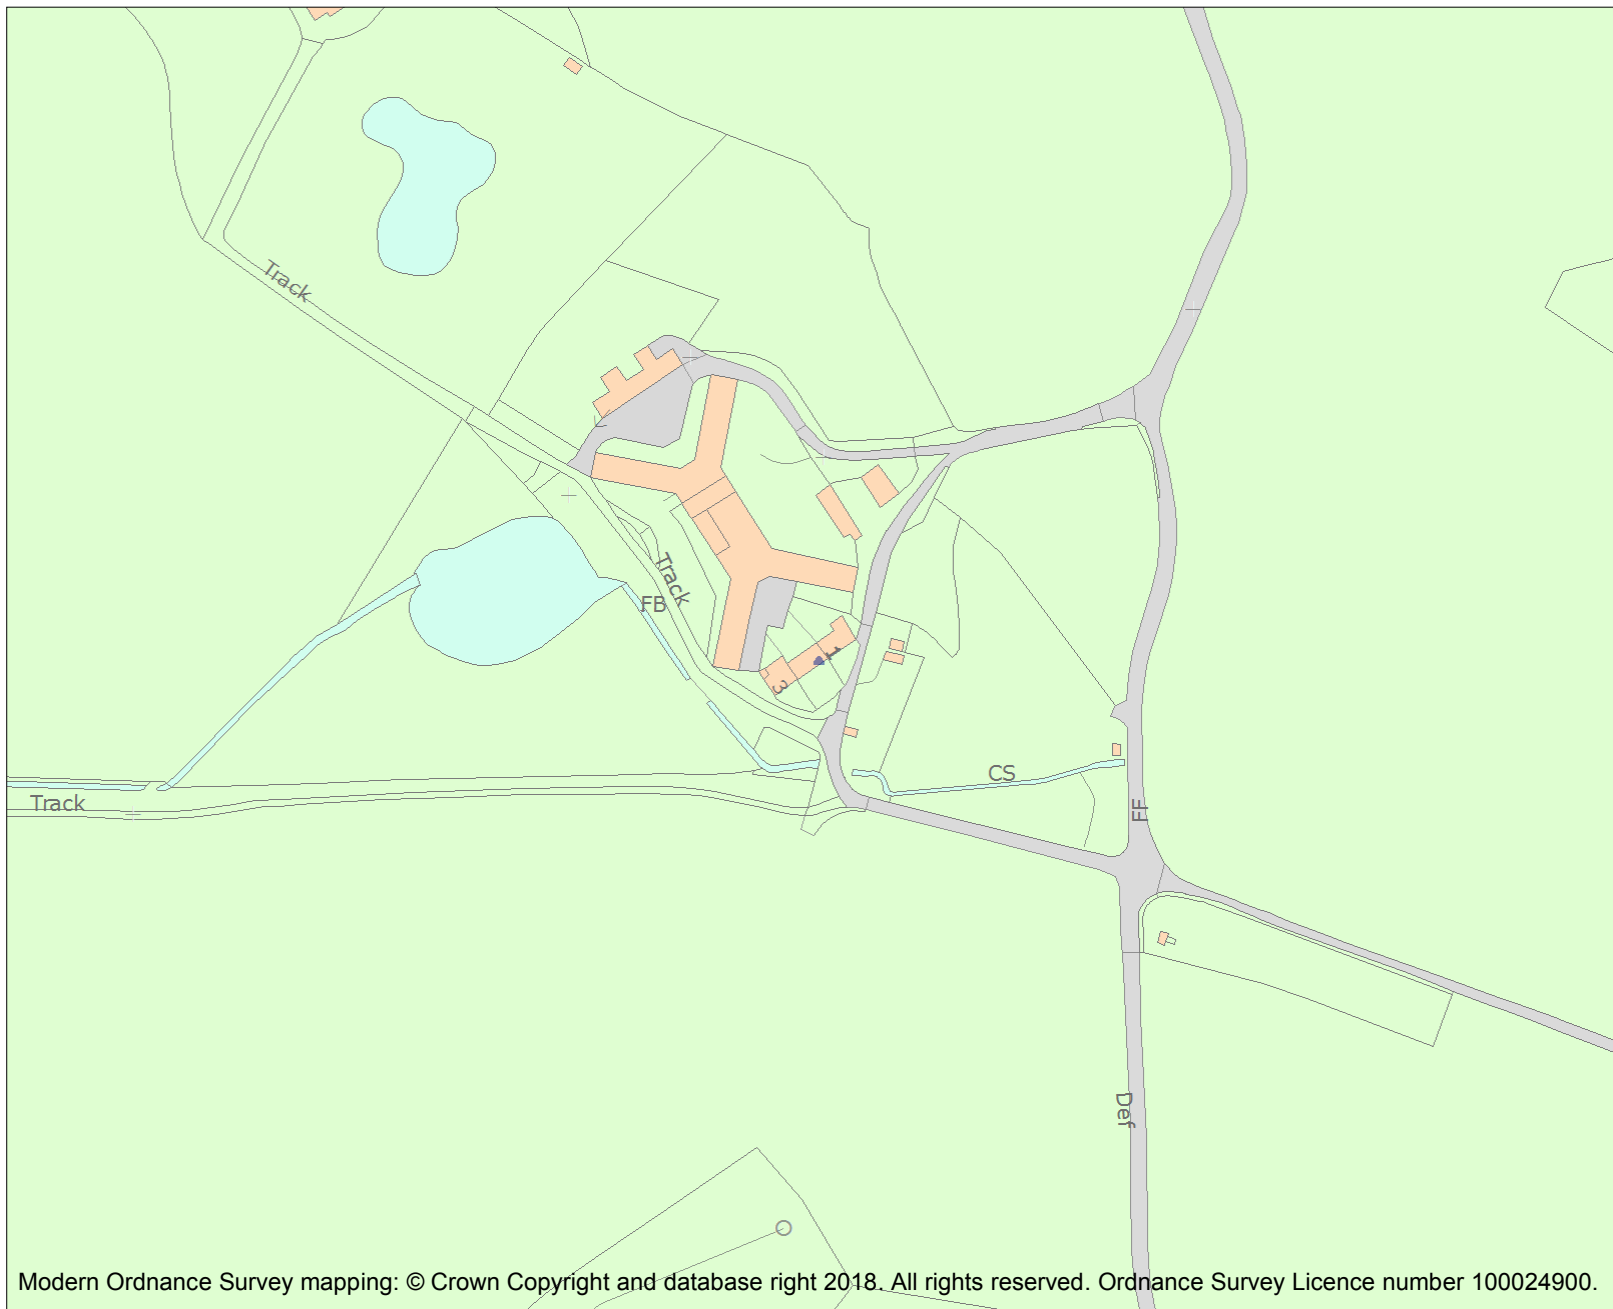 Track
Track
FB
1
3
CS
Track
FF
Def
Modern Ordnance Survey mapping: © Crown Copyright and database right 2018. All rights reserved. Ordnance Survey Licence number 100024900.